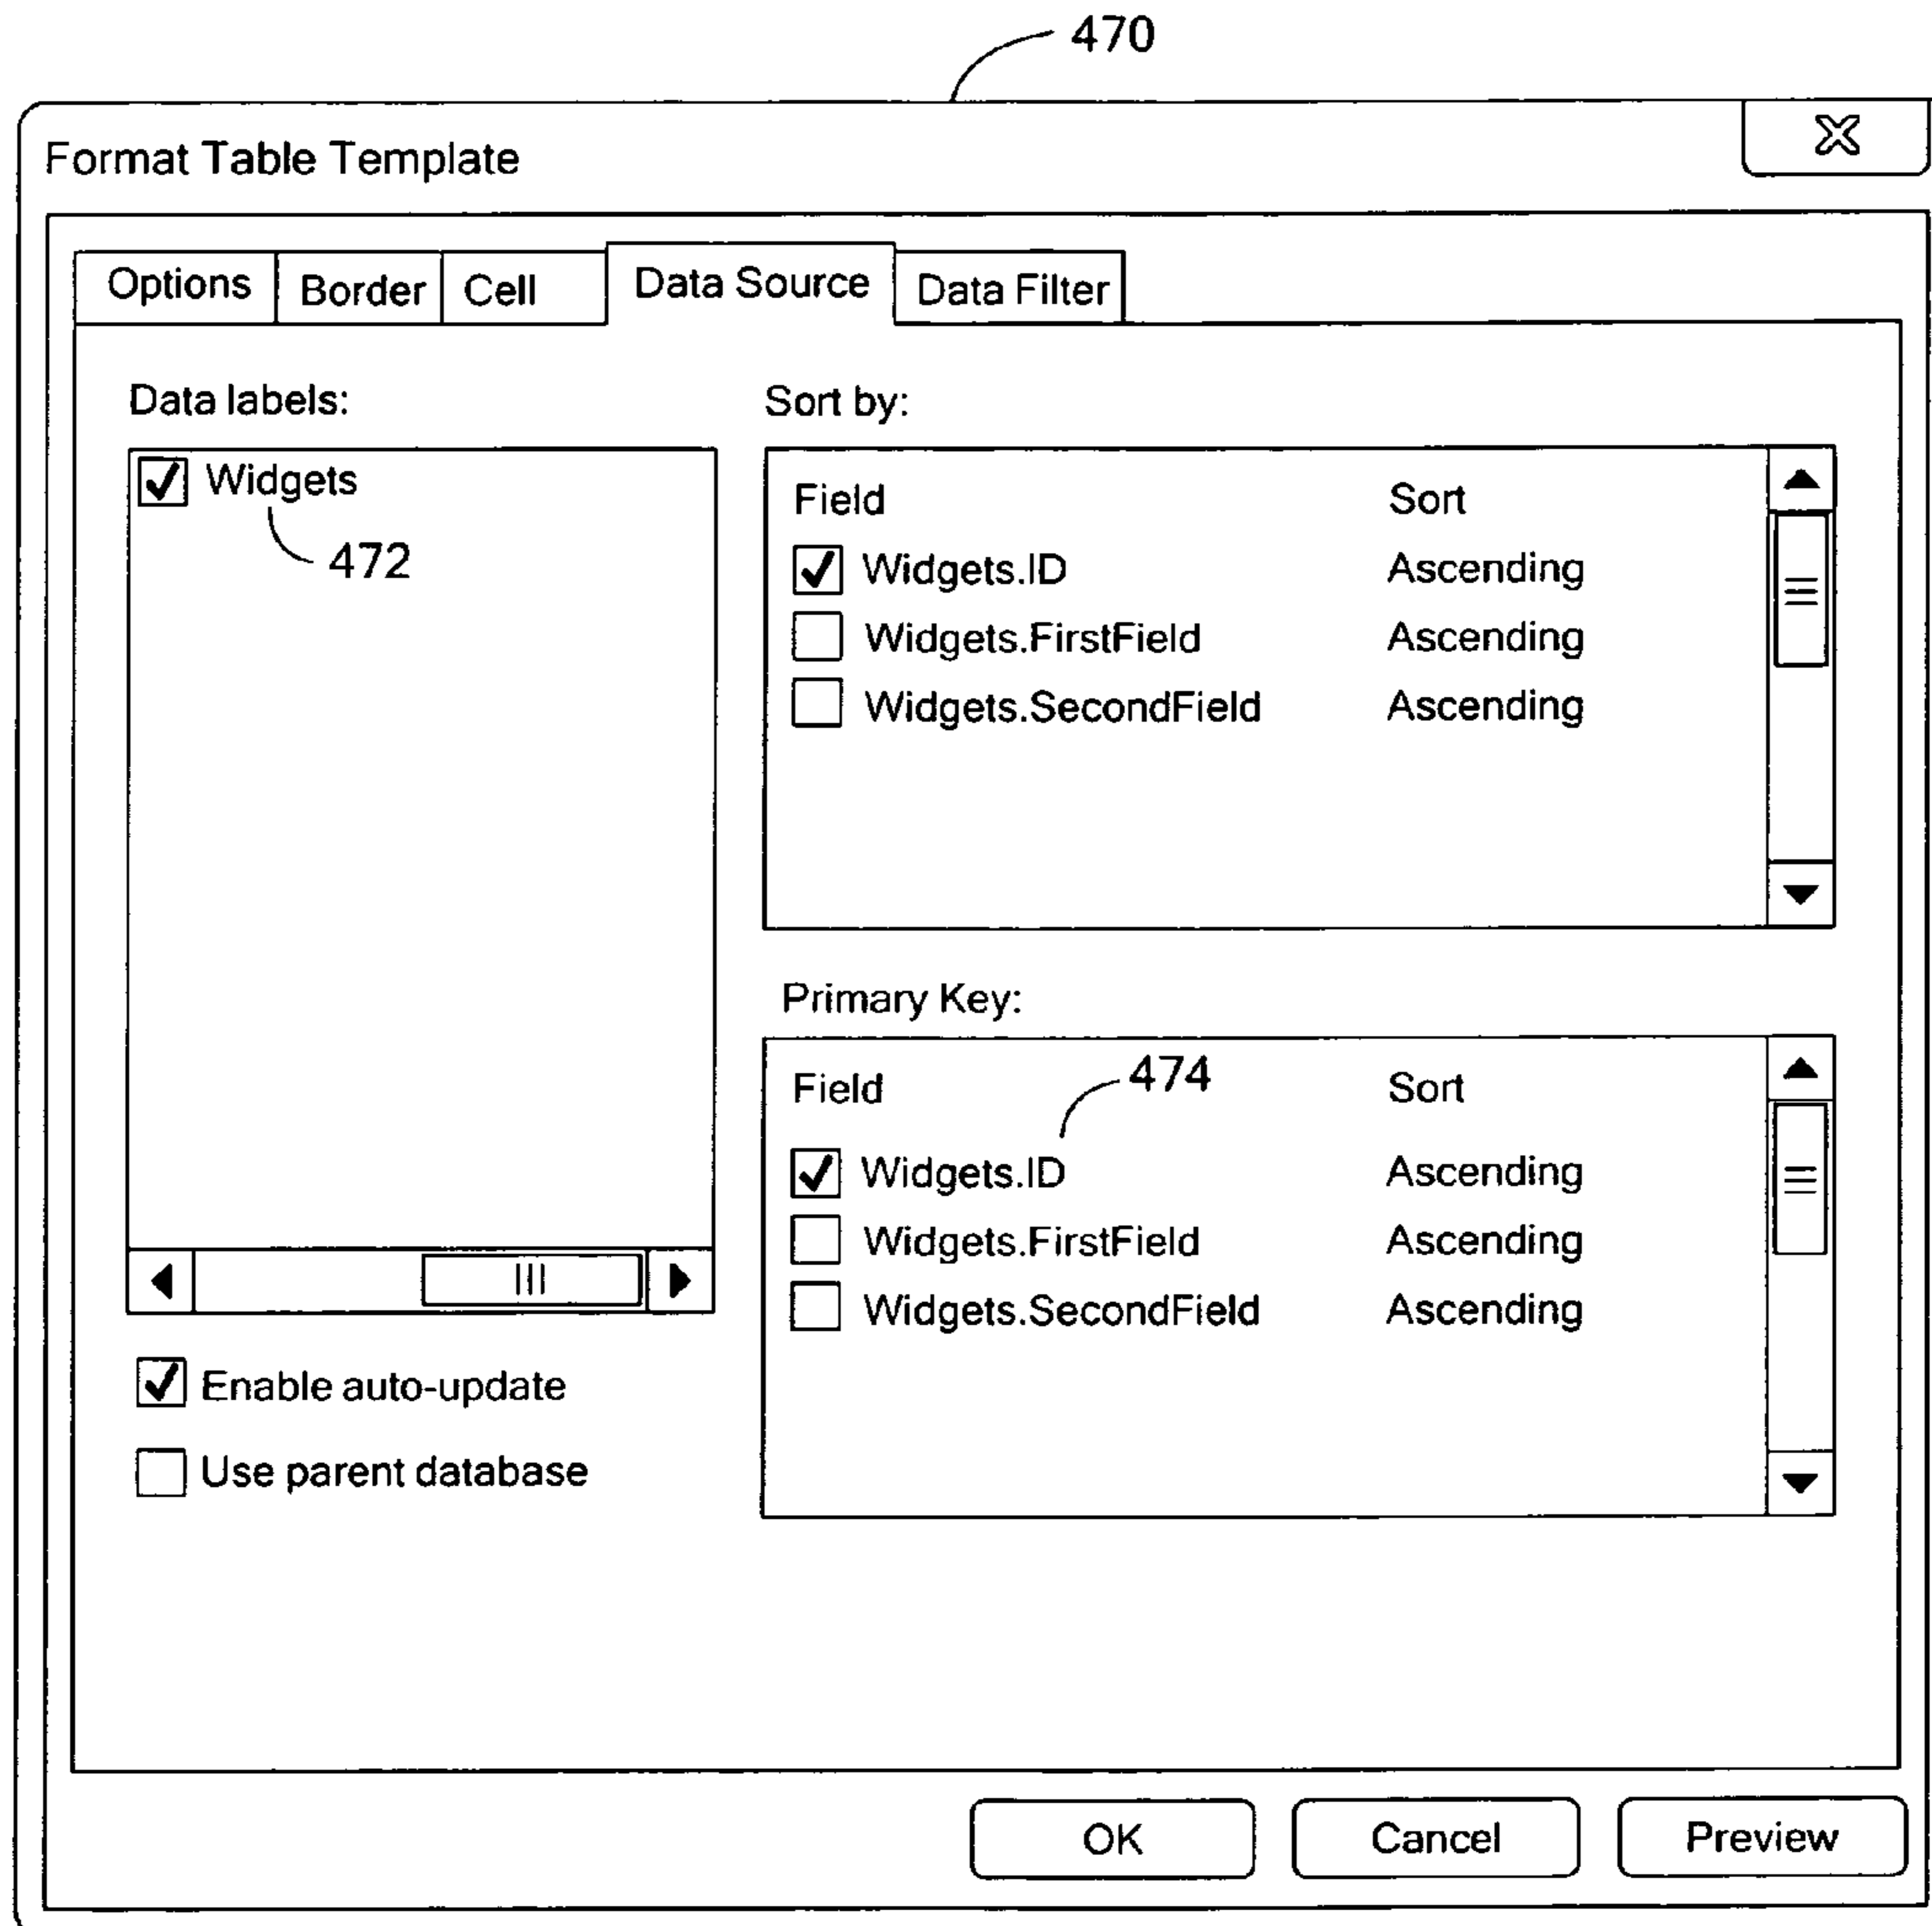 470
Format Table Template
Options Border Cell Data Source Data Filter
Data labels:
Widgets
472
Enable auto-update
Use parent database
Sort by:
Field Sort
Widgets.ID Ascending
Widgets.FirstField Ascending
Widgets.SecondField Ascending
Primary Key:
474
Field Sort
Widgets.ID Ascending
Widgets.FirstField Ascending
Widgets.SecondField Ascending
OK Cancel Preview